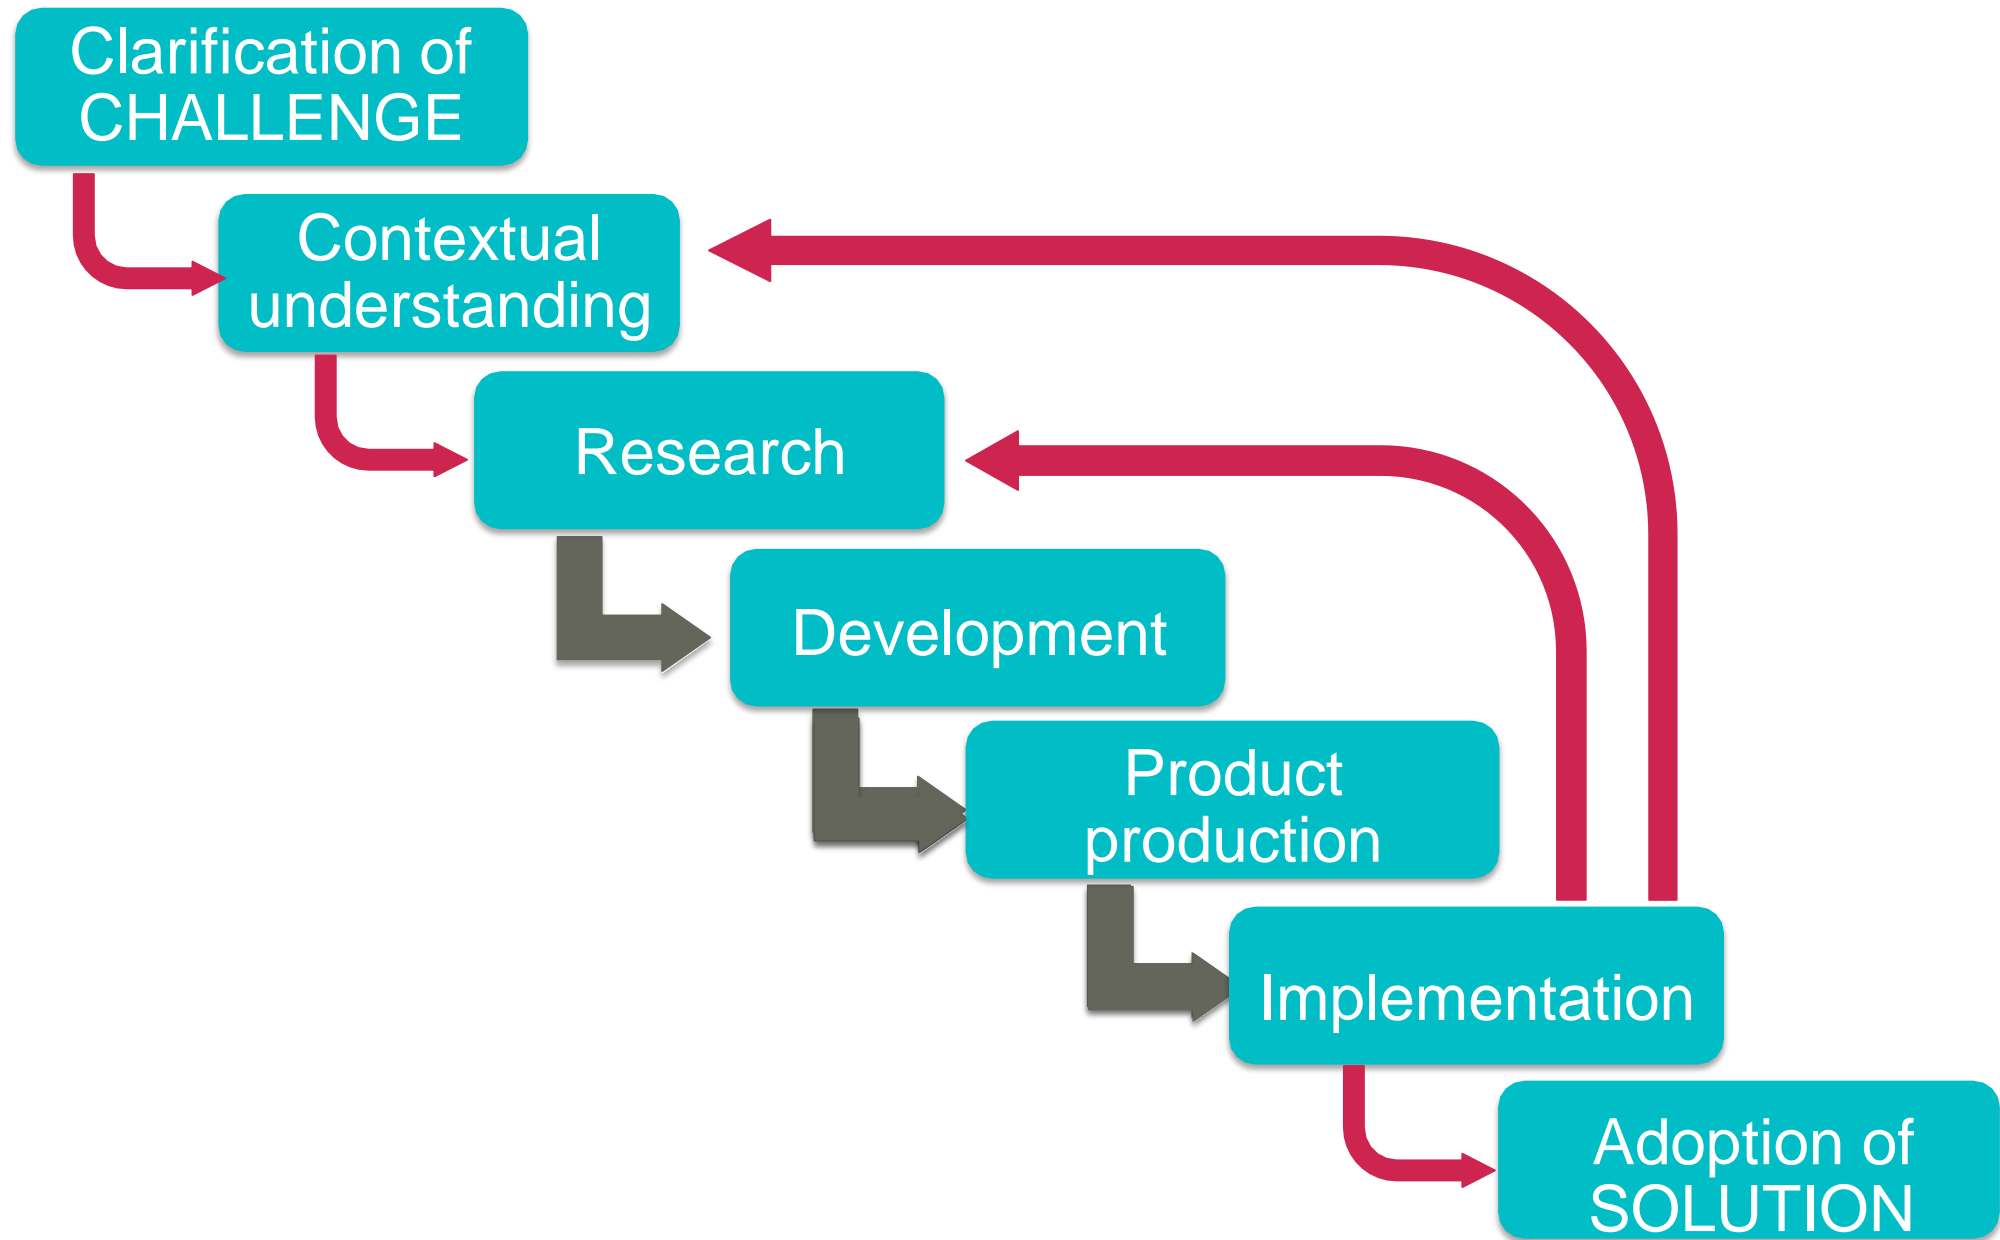 Clarification of
CHALLENGE
Contextual
understanding
Research
Development
Product
production
Implementation
Adoption of
SOLUTION